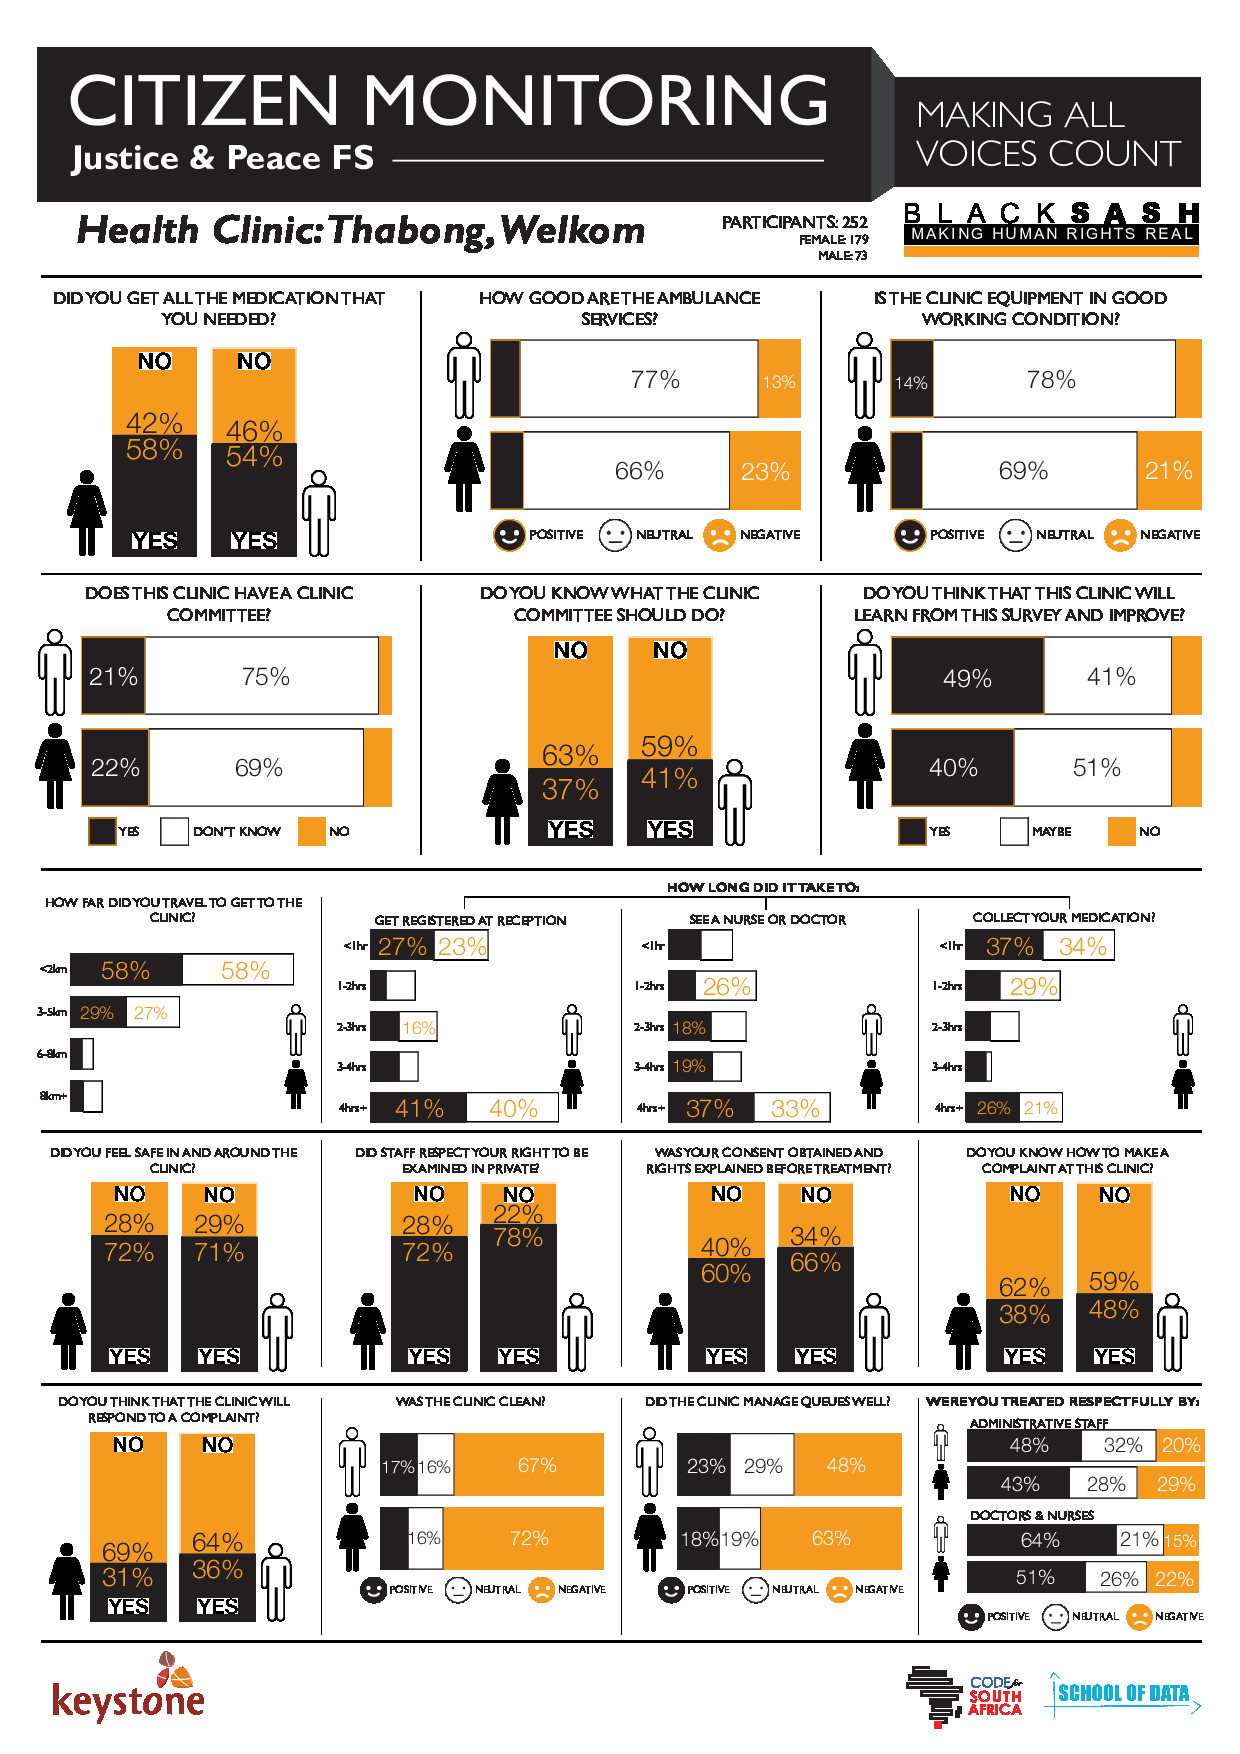 CITIZEN MONITORING
Justice & Peace FS
MAKING ALL
VOICES COUNT
Health Clinic: Thabong, Welkom
PARTICIPANTS: 252
FEMALE: 179
MALE: 73
BLACKSASH
MAKING HUMAN RIGHTS REAL
DID YOU GET ALL THE MEDICATION THAT
YOU NEEDED?
NO NO
42% 46%
58% 54%
YES YES
HOW GOOD ARE THE AMBULANCE
SERVICES?
77% 13%
66% 23%
POSITIVE NEUTRAL NEGATIVE
IS THE CLINIC EQUIPMENT IN GOOD
WORKING CONDITION?
14% 78%
69% 21%
POSITIVE NEUTRAL NEGATIVE
DOES THIS CLINIC HAVE A CLINIC
COMMITTEE?
21% 75%
22% 69%
YES DON'T KNOW NO
DO YOU KNOW WHAT THE CLINIC
COMMITTEE SHOULD DO?
NO NO
63% 59%
37% 41%
YES YES
DO YOU THINK THAT THIS CLINIC WILL
LEARN FROM THIS SURVEY AND IMPROVE?
49% 41%
40% 51%
YES MAYBE NO
HOW FAR DID YOU TRAVEL TO GET TO THE
CLINIC?
<2km 58% 58%
3-5km 29% 27%
6-8km
8km+
HOW LONG DID IT TAKE TO:
GET REGISTERED AT RECEPTION
<1hr 27% 23%
1-2hrs
2-3hrs 16%
3-4hrs
4hrs+ 41% 40%
SEE A NURSE OR DOCTOR
<1hr
1-2hrs 26%
2-3hrs 18%
3-4hrs 19%
4hrs+ 37% 33%
COLLECT YOUR MEDICATION?
<1hr 37% 34%
1-2hrs 29%
2-3hrs
3-4hrs
4hrs+ 26% 21%
DID YOU FEEL SAFE IN AND AROUND THE
CLINIC?
NO NO
28% 29%
72% 71%
YES YES
DID STAFF RESPECT YOUR RIGHT TO BE
EXAMINED IN PRIVATE?
NO NO
28% 22%
72% 78%
YES YES
WAS YOUR CONSENT OBTAINED AND
RIGHTS EXPLAINED BEFORE TREATMENT?
NO NO
40% 34%
60% 66%
YES YES
DO YOU KNOW HOW TO MAKE A
COMPLAINT AT THIS CLINIC?
NO NO
62% 59%
38% 48%
YES YES
DO YOU THINK THAT THE CLINIC WILL
RESPOND TO A COMPLAINT?
NO NO
69% 64%
31% 36%
YES YES
WAS THE CLINIC CLEAN?
17% 16% 67%
16% 72%
POSITIVE NEUTRAL NEGATIVE
DID THE CLINIC MANAGE QUEUES WELL?
23% 29% 48%
18% 19% 63%
POSITIVE NEUTRAL NEGATIVE
WERE YOU TREATED RESPECTFULLY BY:
ADMINISTRATIVE STAFF
48% 32% 20%
43% 28% 29%
DOCTORS & NURSES
64% 21% 15%
51% 26% 22%
POSITIVE NEUTRAL NEGATIVE
keystone
CODE for
SOUTH
AFRICA
SCHOOL OF DATA